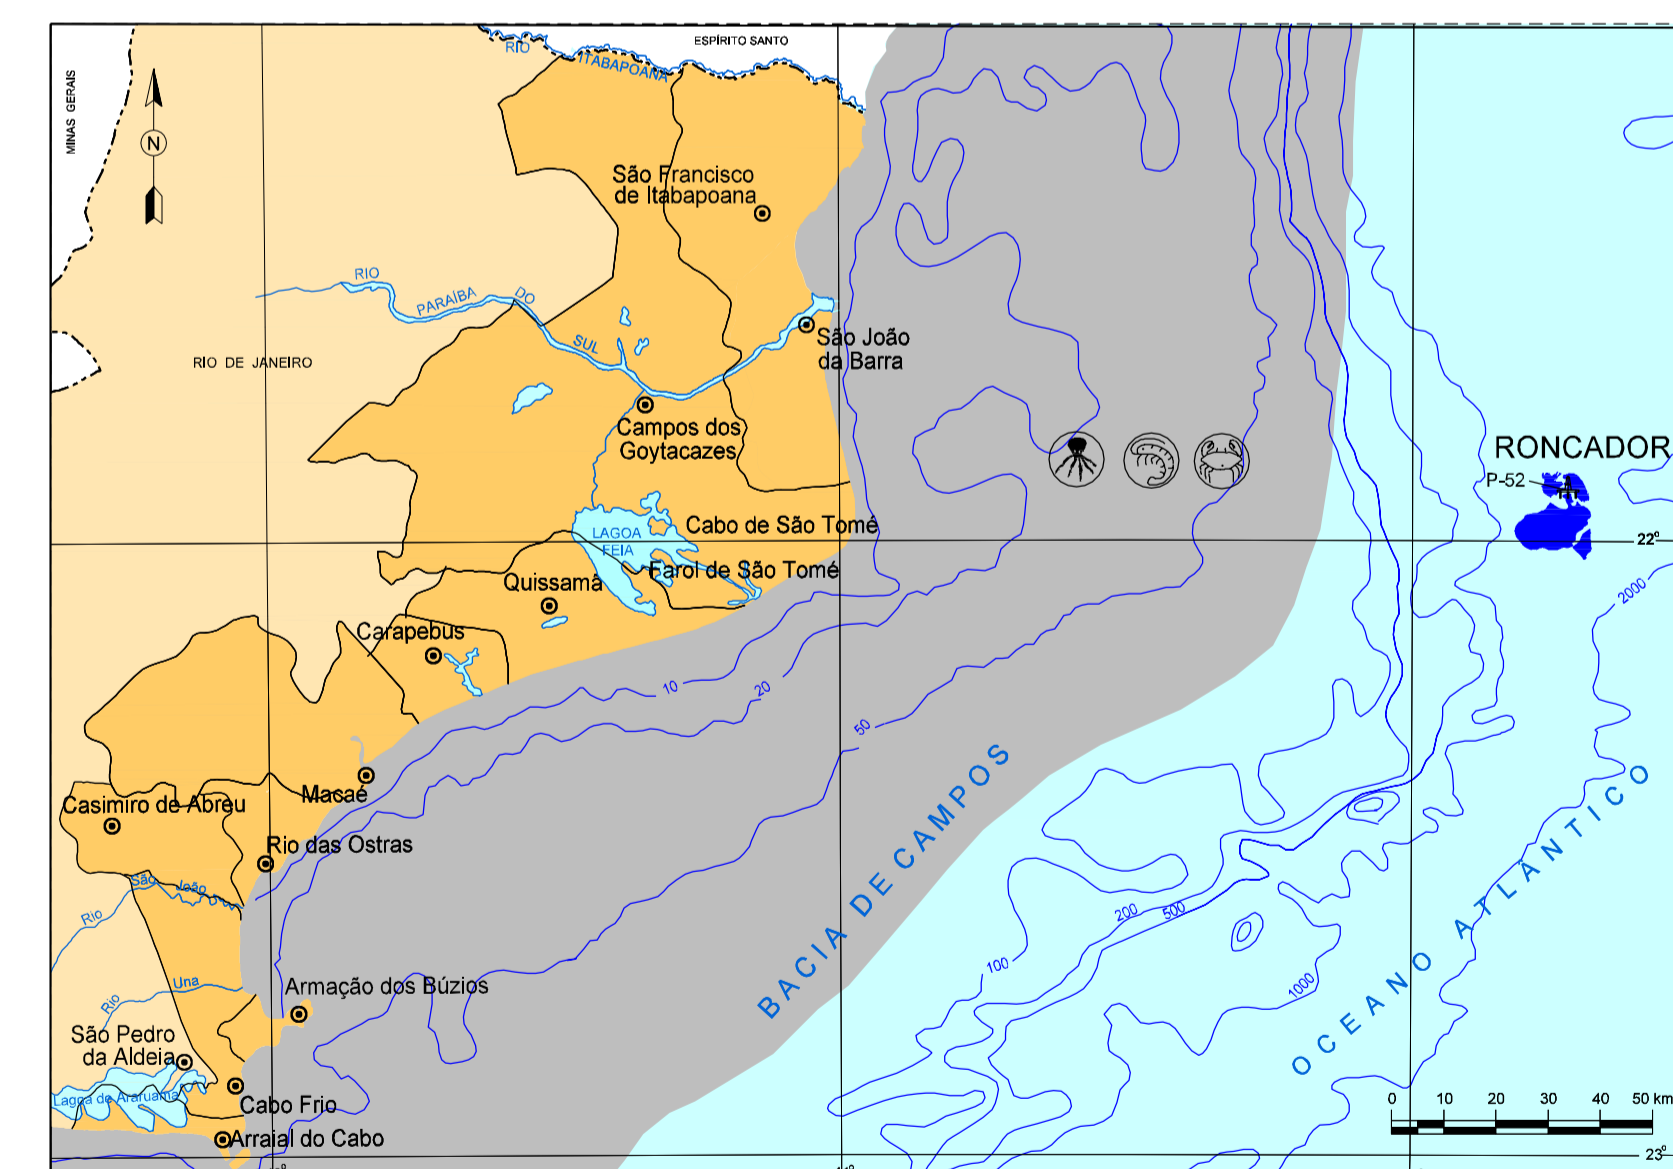 ESPÍRITO SANTO
RIO ITABAPOANA
MINAS GERAIS
N
São Francisco
de Itabapoana
RIO PARAÍBA DO SUL
São João
da Barra
RIO DE JANEIRO
Campos dos
Goytacazes
RONCADOR
P-52
LAGOA
FEIA
Cabo de São Tomé
22º
Farol de São Tomé
Quissamã
2000
Carapebus
10
20
50
Macaé
Casimiro de Abreu
Rio das Ostras
BACIA DE CAMPOS
OCEANO ATLÂNTICO
Rio São João
200
500
100
1000
Rio Una
Armação dos Búzios
São Pedro
da Aldeia
Lagoa de Araruama
Cabo Frio
Arraial do Cabo
0 10 20 30 40 50 km
23º